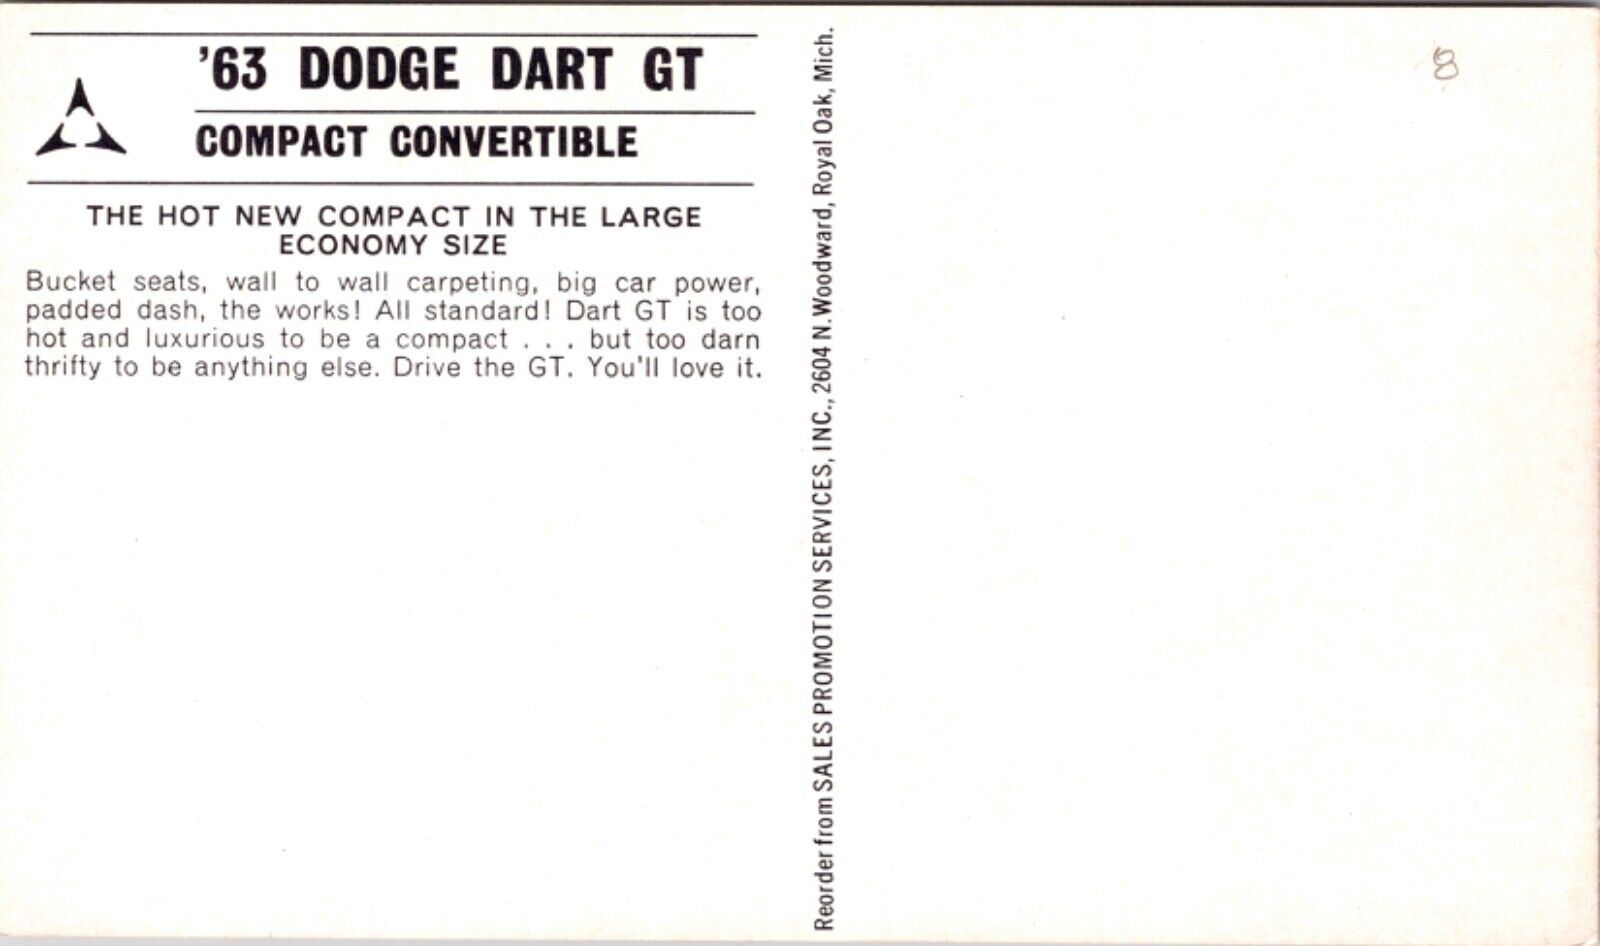 '63 DODGE DART GT
COMPACT CONVERTIBLE
THE HOT NEW COMPACT IN THE LARGE
ECONOMY SIZE
Bucket seats, wall to wall carpeting, big car power,
padded dash, the works! All standard! Dart GT is too
hot and luxurious to be a compact . . . but too darn
thrifty to be anything else. Drive the GT. You'll love it.
Reorder from SALES PROMOTION SERVICES, INC., 2604 N. Woodward, Royal Oak, Mich.
8